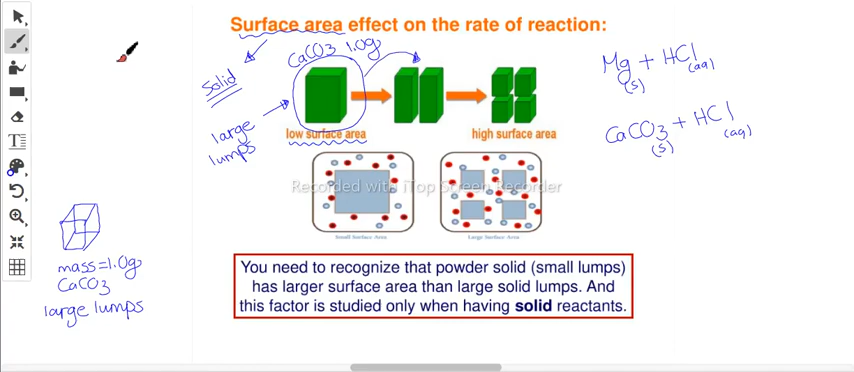 Surface area effect on the rate of reaction:
CaCO3 1.0g
Solid
large
lumps
low surface area
high surface area
Mg + HCl
(s) (aq)
CaCO3 + HCl
(s) (aq)
Recorded with iTop Screen Recorder
Small Surface Area
Large Surface Area
mass=1.0g
CaCO3
large lumps
You need to recognize that powder solid (small lumps)
has larger surface area than large solid lumps. And
this factor is studied only when having solid reactants.
T